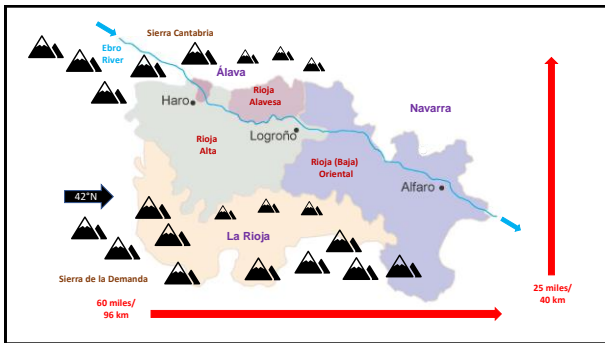 Sierra Cantabria
Ebro
River
Álava
Rioja
Alavesa
Navarra
Haro
Rioja
Alta
Logroño
Rioja (Baja)
Oriental
Alfaro
42°N
La Rioja
Sierra de la Demanda
60 miles/
96 km
25 miles/
40 km